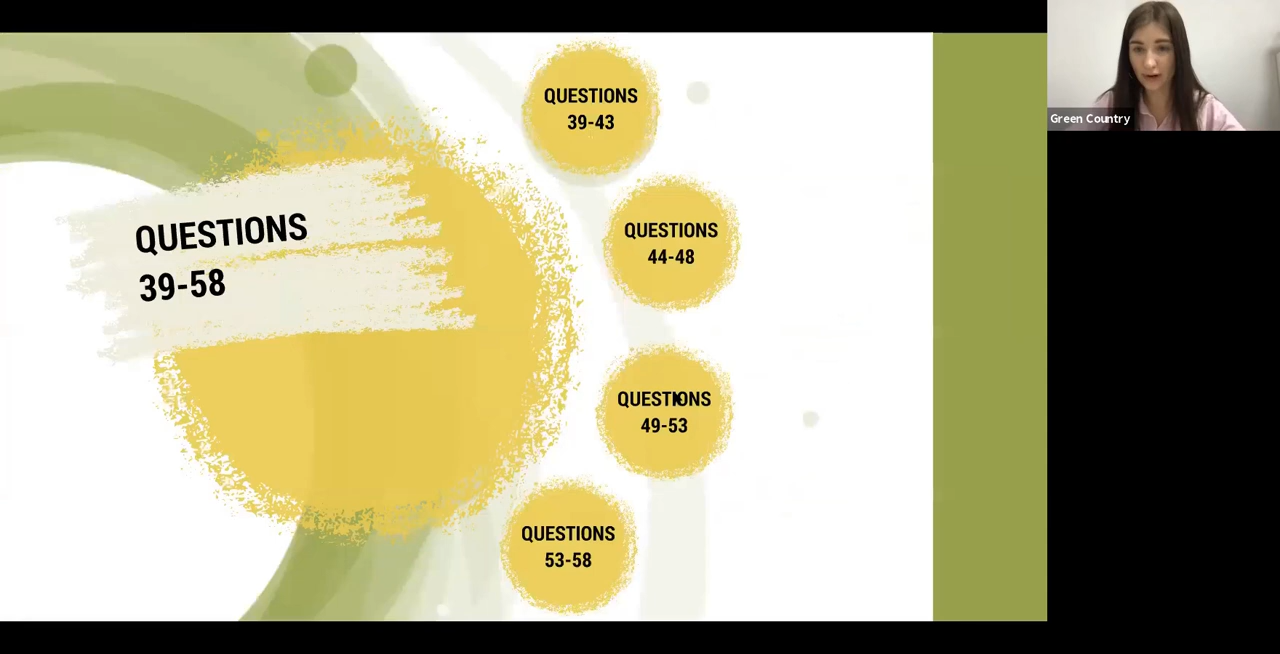 QUESTIONS
39-58
QUESTIONS
39-43
QUESTIONS
44-48
QUESTIONS
49-53
QUESTIONS
53-58
Green Country